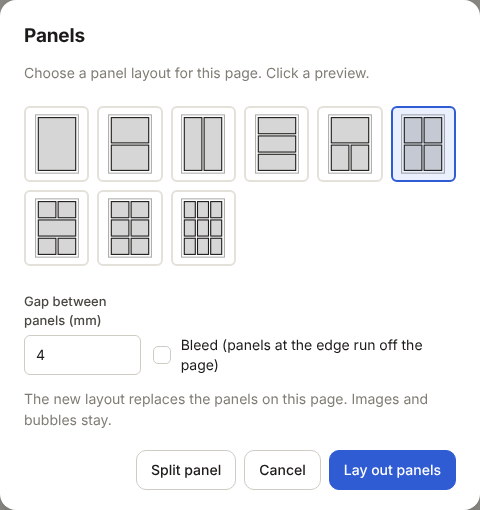 Panels
Choose a panel layout for this page. Click a preview.
Gap between
panels (mm)
4
Bleed (panels at the edge run off the
page)
The new layout replaces the panels on this page. Images and
bubbles stay.
Split panel
Cancel
Lay out panels